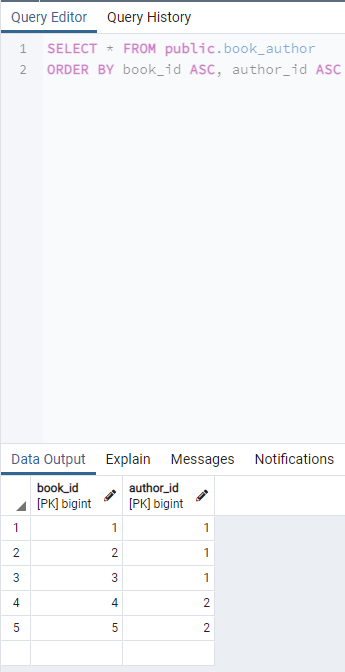 Query Editor Query History
1 SELECT * FROM public.book_author
2 ORDER BY book_id ASC, author_id ASC
Data Output Explain Messages Notifications
book_id author_id
[PK] bigint [PK] bigint
1 1 1
2 2 1
3 3 1
4 4 2
5 5 2